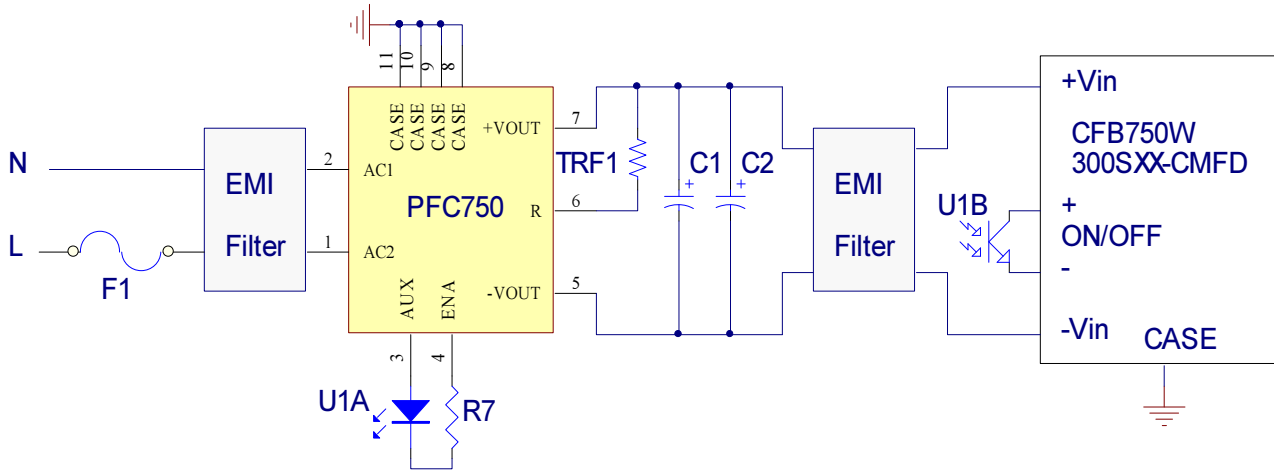 11
10
9
8
CASE
CASE
CASE
CASE
+VOUT
7
+Vin
CFB750W
300SXX-CMFD
N
2
AC1
EMI
Filter
TRF1
+
C1
+
C2
EMI
Filter
PFC750
R
6
U1B
+
ON/OFF
-
L
1
AC2
F1
AUX
ENA
-VOUT
5
-Vin
CASE
3
4
U1A
R7